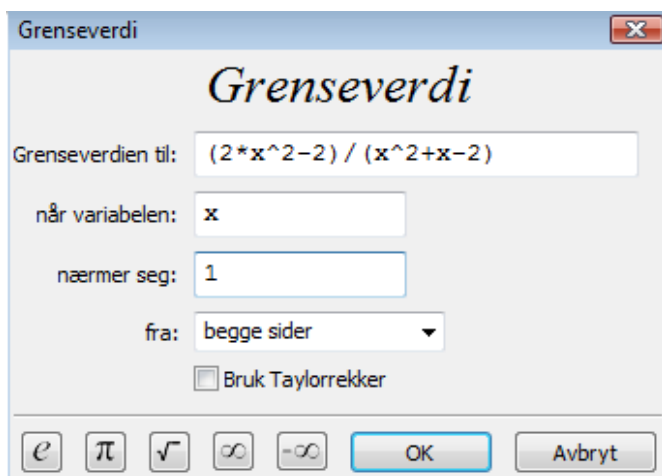 Grenseverdi
Grenseverdi
Grenseverdien til: (2*x^2-2)/(x^2+x-2)
når variabelen: x
nærmer seg: 1
fra: begge sider
Bruk Taylorrekker
e π √ ∞ -∞ OK Avbryt